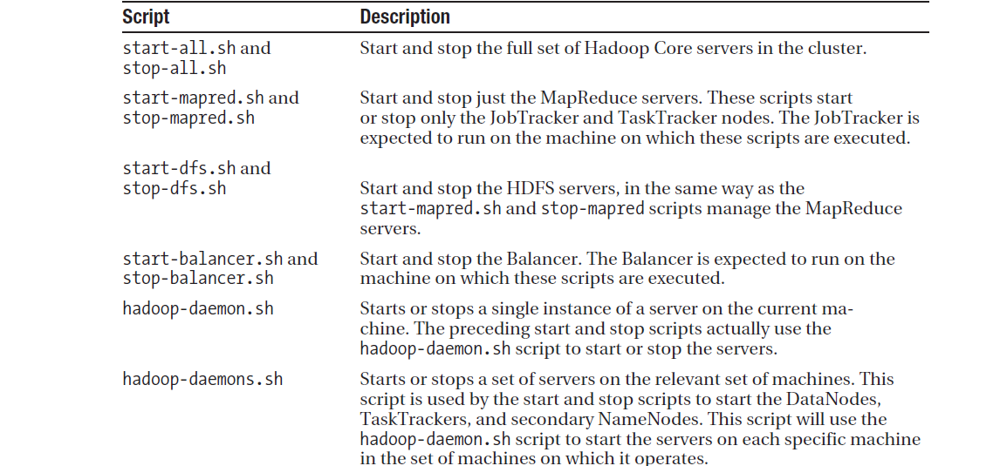 Script Description
start-all.sh and Start and stop the full set of Hadoop Core servers in the cluster.
stop-all.sh
start-mapred.sh and Start and stop just the MapReduce servers. These scripts start
stop-mapred.sh or stop only the JobTracker and TaskTracker nodes. The JobTracker is
expected to run on the machine on which these scripts are executed.
start-dfs.sh and
stop-dfs.sh Start and stop the HDFS servers, in the same way as the
start-mapred.sh and stop-mapred scripts manage the MapReduce
servers.
start-balancer.sh and Start and stop the Balancer. The Balancer is expected to run on the
stop-balancer.sh machine on which these scripts are executed.
hadoop-daemon.sh Starts or stops a single instance of a server on the current ma-
chine. The preceding start and stop scripts actually use the
hadoop-daemon.sh script to start or stop the servers.
hadoop-daemons.sh Starts or stops a set of servers on the relevant set of machines. This
script is used by the start and stop scripts to start the DataNodes,
TaskTrackers, and secondary NameNodes. This script will use the
hadoop-daemon.sh script to start the servers on each specific machine
in the set of machines on which it operates.